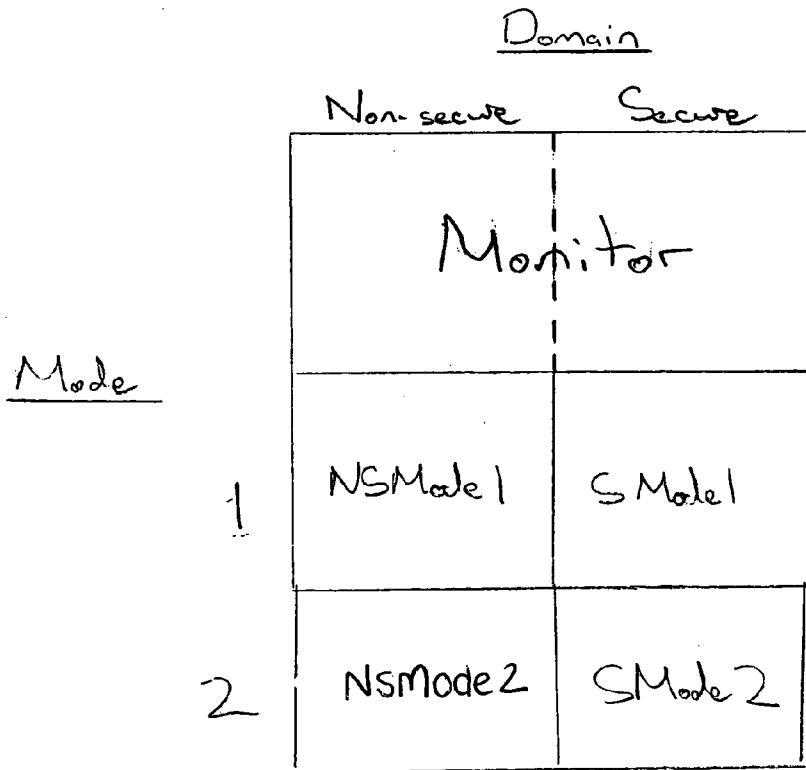 Domain
Non-secure Secure
Monitor
Mode
1 NSMode1 SMode1
2 NSMode2 SMode2